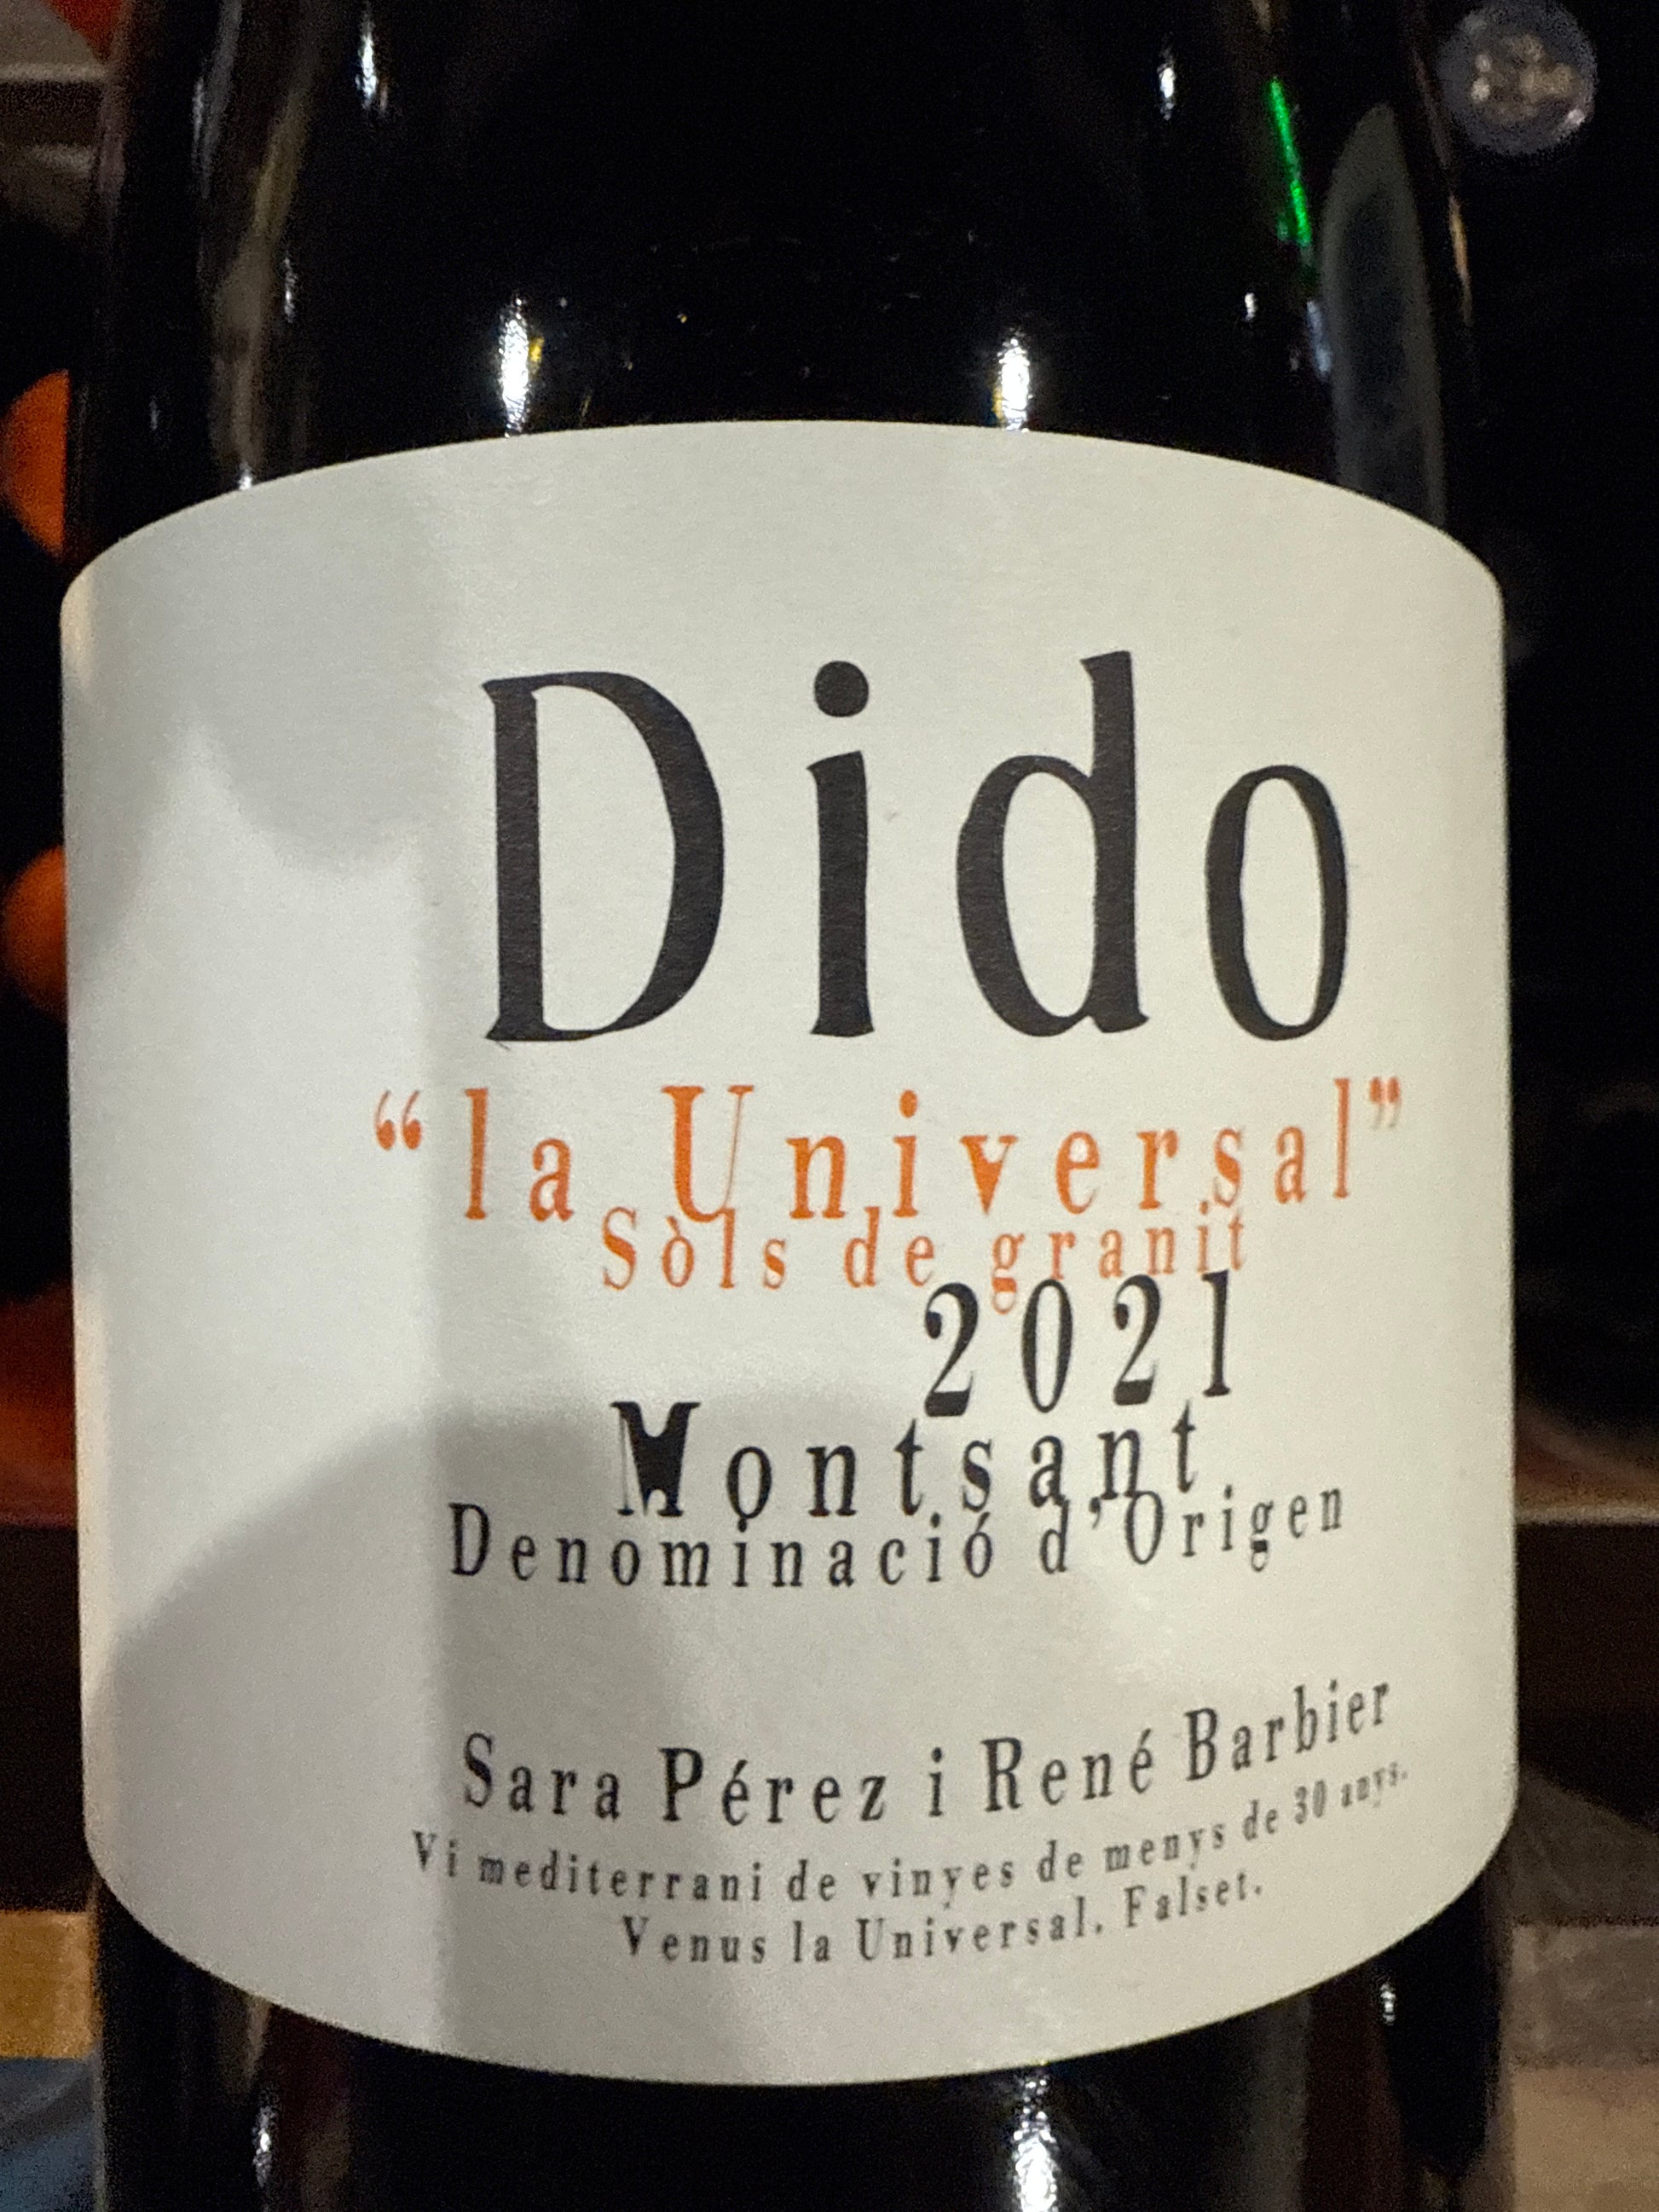 Dido
“la Universal”
Sòls de granit
2021
Montsant
Denominació d’Origen
Sara Pérez i René Barbier
Vi mediterrani de vinyes de menys de 30 anys.
Venus la Universal. Falset.